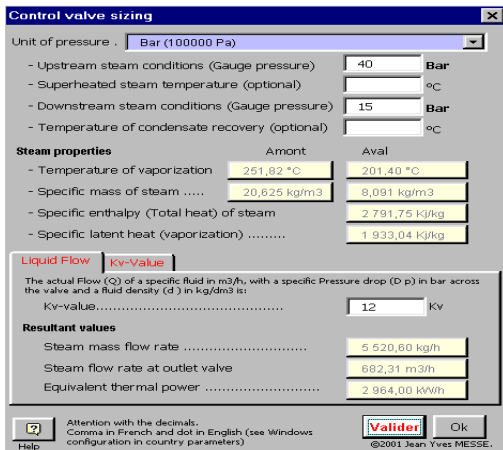 Control valve sizing
Unit of pressure . Bar (100000 Pa)
- Upstream steam conditions (Gauge pressure) 40 Bar
- Superheated steam temperature (optional) °C
- Downstream steam conditions (Gauge pressure) 15 Bar
- Temperature of condensate recovery (optional) °C
Steam properties Amont Aval
- Temperature of vaporization 251,82 °C 201,40 °C
- Specific mass of steam ..... 20,625 kg/m3 8,091 kg/m3
- Specific enthalpy (Total heat) of steam 2 791,75 Kj/kg
- Specific latent heat (vaporization) ......... 1 933,04 Kj/kg
Liquid Flow Kv-Value
The actual Flow (Q) of a specific fluid in m3/h, with a specific Pressure drop (D p) in bar across
the valve and a fluid density (d ) in kg/dm3 is:
Kv-value............................................ 12 Kv
Resultant values
Steam mass flow rate ............................. 5 520,60 kg/h
Steam flow rate at outlet valve 682,31 m3/h
Equivalent thermal power ........................ 2 964,00 kW/h
Attention with the decimals.
Comma in French and dot in English (see Windows
configuration in country parameters)
Help
Valider Ok
©2001 Jean Yves MESSE.